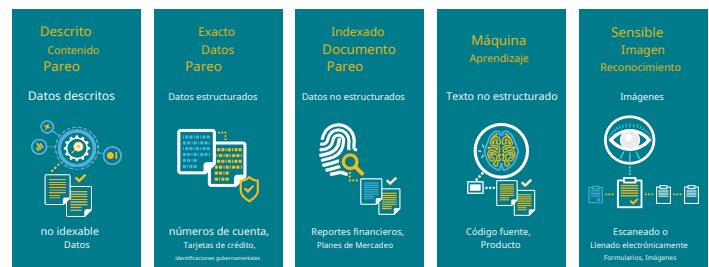 Descrito
Contenido
Pareo
Datos descritos
no idexable
Datos
Exacto
Datos
Pareo
Datos estructurados
números de cuenta,
Tarjetas de crédito,
identificaciones gubernamentales
Indexado
Documento
Pareo
Datos no estructurados
Reportes financieros,
Planes de Mercadeo
Máquina
Aprendizaje
Texto no estructurado
Código fuente,
Producto
Sensible
Imagen
Reconocimiento
Imágenes
Escaneado o
Llenado electrónicamente
Formularios, Imágenes